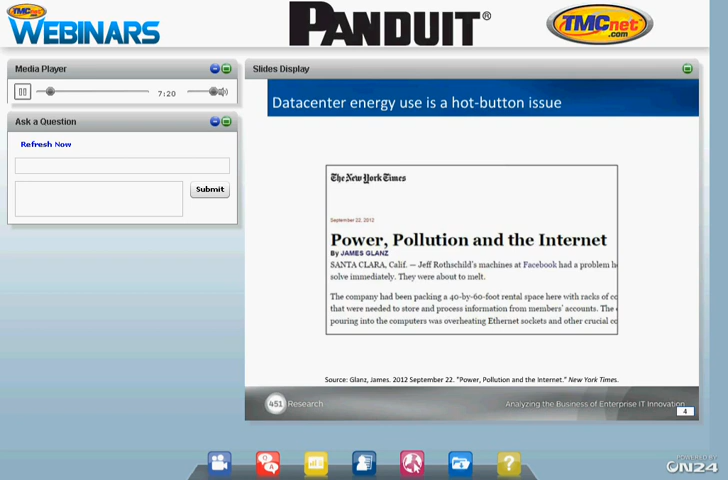 TMCnet
WEBINARS
PANDUIT®
TMCnet
.com
Media Player
7:20
Ask a Question
Refresh Now
Submit
Slides Display
Datacenter energy use is a hot-button issue
The New York Times
September 22, 2012
Power, Pollution and the Internet
By JAMES GLANZ
SANTA CLARA, Calif. — Jeff Rothschild's machines at Facebook had a problem h
solve immediately. They were about to melt.
The company had been packing a 40-by-60-foot rental space here with racks of co
that were needed to store and process information from members' accounts. The
pouring into the computers was overheating Ethernet sockets and other crucial co
Source: Glanz, James. 2012 September 22. "Power, Pollution and the Internet." New York Times.
451 Research
Analyzing the Business of Enterprise IT Innovation
4
Q
A
?
POWERED BY
ON24